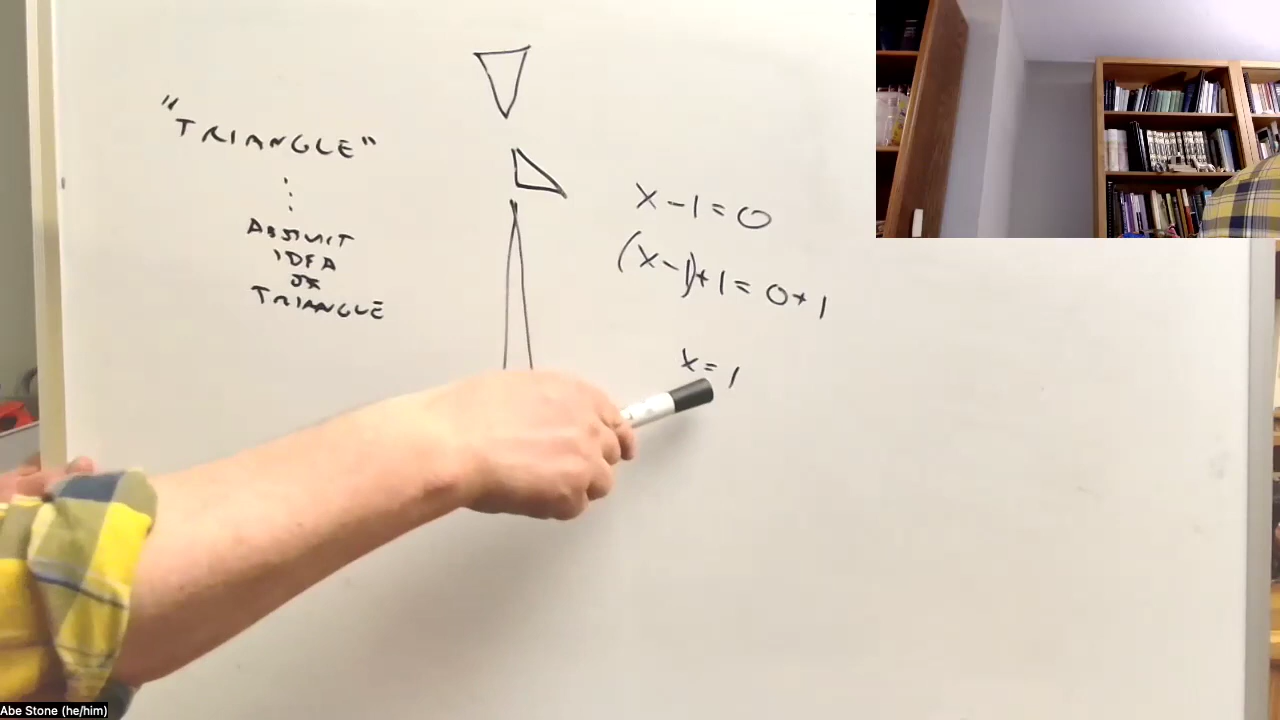 "TRIANGLE"
ABSTRACT
IDEA
OF
TRIANGLE
x-1=0
(x-1)+1=0+1
x=1
Abe Stone (he/him)